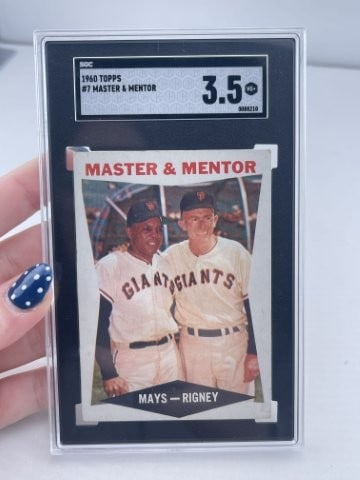 SGC
1960 TOPPS
#7 MASTER & MENTOR
3.5 VG+
MASTER & MENTOR
GIANTS GIANTS
MAYS — RIGNEY